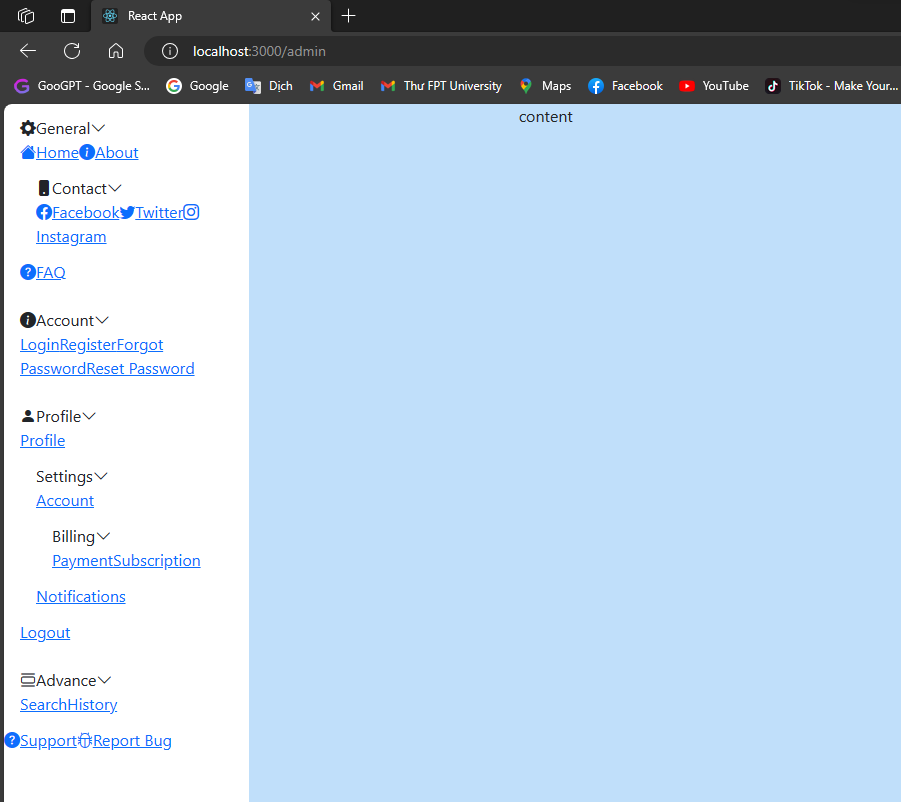 React App
localhost:3000/admin
GooGPT - Google S... Google Dịch Gmail Thư FPT University Maps Facebook YouTube TikTok - Make Your...
General
content
HomeAbout
Contact
FacebookTwitter
Instagram
FAQ
Account
LoginRegisterForgot
PasswordReset Password
Profile
Profile
Settings
Account
Billing
PaymentSubscription
Notifications
Logout
Advance
SearchHistory
SupportReport Bug